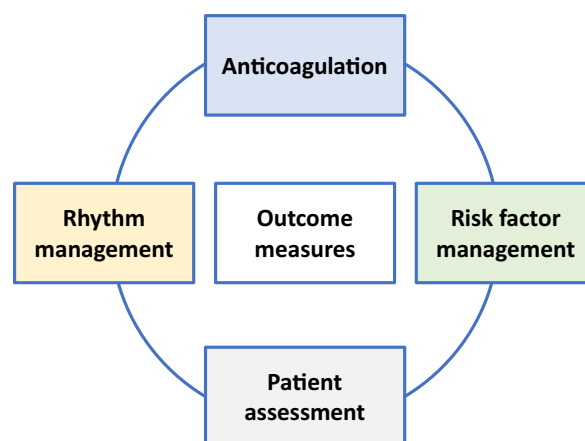 Anticoagulation
Rhythm
management
Outcome
measures
Risk factor
management
Patient
assessment